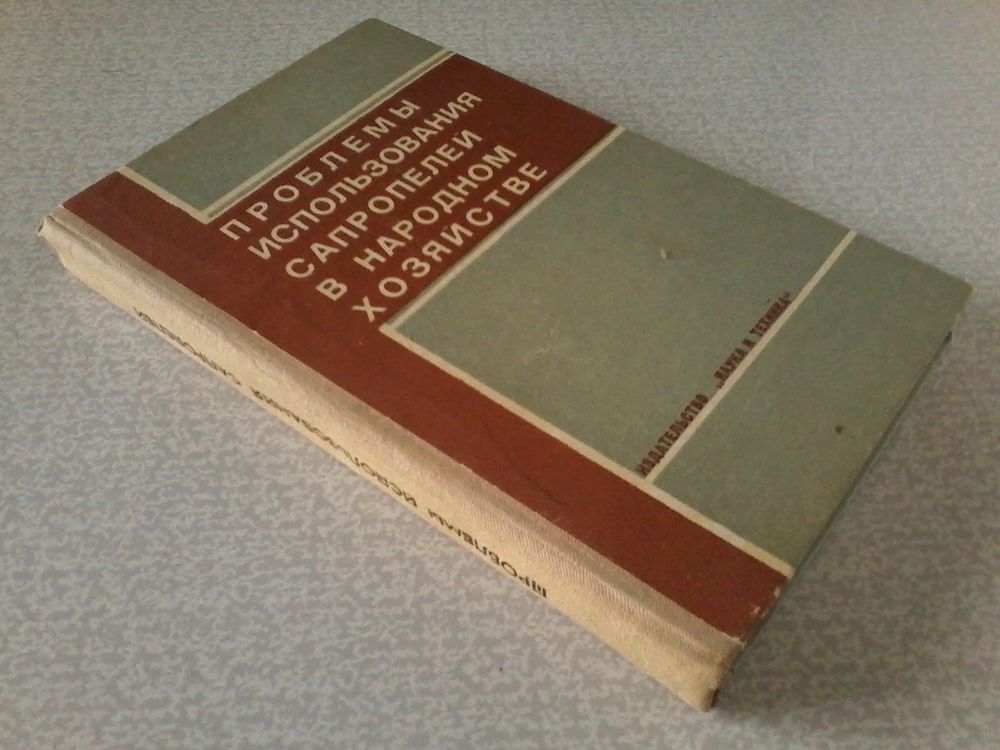 ПРОБЛЕМЫ
ИСПОЛЬЗОВАНИЯ
САПРОПЕЛЕЙ
В НАРОДНОМ
ХОЗЯЙСТВЕ
ИЗДАТЕЛЬСТВО „НАУКА И ТЕХНИКА“
ПРОБЛЕМЫ ИСПОЛЬЗОВАНИЯ САПРОПЕЛЕЙ